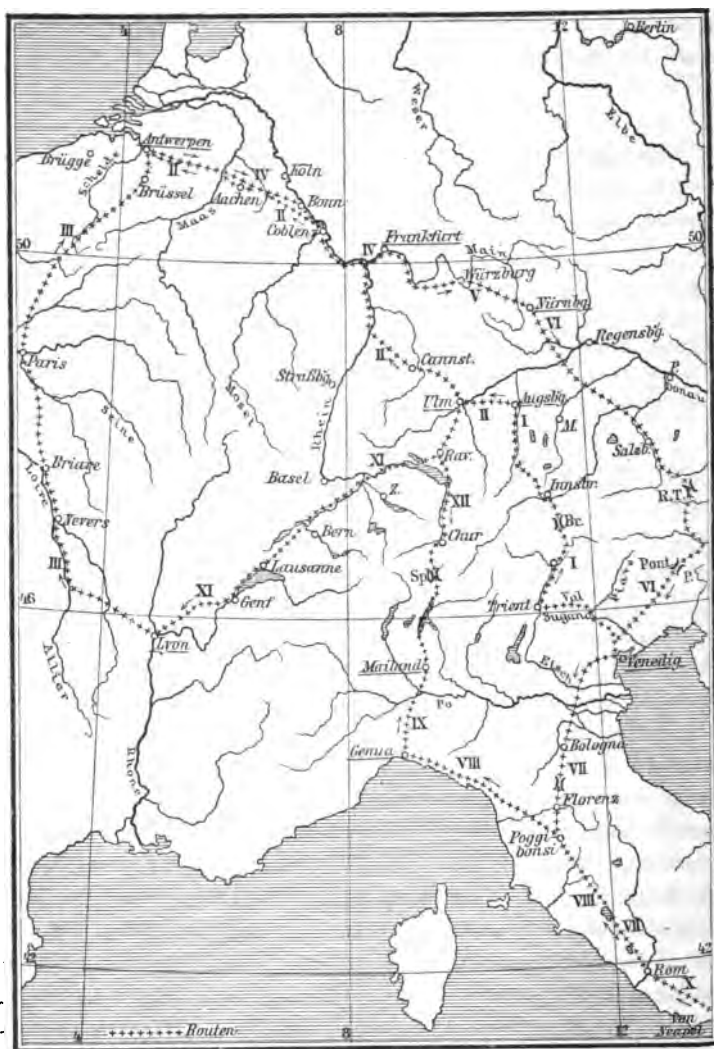 4
8
12
Berlin
Weser
Elbe
Antwerpen
Brügge
Schelde
II
IV
Köln
Brüssel
Aachen
Bonn
Maas
II
Coblenz
III
50
IV
Frankfurt
50
Main
Würzburg
V
Nürnbg.
VI
Regensbg.
Paris
II
Cannst.
Straßbg.
P.
Donau
Mosel
Rhein
Ulm
II
Augsbg.
I
M.
Seine
Salzb.
Briare
XI
Rav.
Basel
Z.
Innsbr.
R.T.
Loire
XII
Nevers
Bern
Chur
Br.
III
Lausanne
Spl.
I
Pont.
P.
VI
XI
Genf
46
Trient
Val
Sugana
Lyon
Allier
Etsch
Venedig
Mailand
Po
IX
Bologna
Genua
VIII
VII
Rhone
Florenz
Poggi
bonsi
VIII
VII
42
Rom
X
+++++++ Routen
4
8
12
Von
Neapel